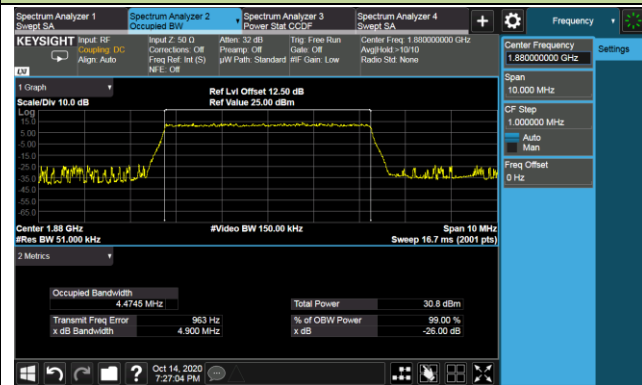 Spectrum Analyzer 1
Swept SA
Spectrum Analyzer 2
Occupied BW
Spectrum Analyzer 3
Power Stat CCDF
Spectrum Analyzer 4
Swept SA
+
Frequency
KEYSIGHT
Input: RF
Coupling: DC
Align: Auto
Input Z: 50 Ω
Corrections: Off
Freq Ref: Int (S)
NFE: Off
Atten: 32 dB
Preamp: Off
µW Path: Standard
Trig: Free Run
Gate: Off
#IF Gain: Low
Center Freq: 1.880000000 GHz
Avg|Hold:>10/10
Radio Std: None
LXI
Center Frequency
1.880000000 GHz
Settings
Span
10.000 MHz
CF Step
1.000000 MHz
Auto
Man
Freq Offset
0 Hz
1 Graph
Scale/Div 10.0 dB
Ref Lvl Offset 12.50 dB
Ref Value 25.00 dBm
Log
15.0
5.00
-5.00
-15.0
-25.0
-35.0
-45.0
-55.0
-65.0
Center 1.88 GHz
#Res BW 51.000 kHz
#Video BW 150.00 kHz
Span 10 MHz
Sweep 16.7 ms (2001 pts)
2 Metrics
Occupied Bandwidth
4.4745 MHz
Total Power
30.8 dBm
Transmit Freq Error
963 Hz
% of OBW Power
99.00 %
x dB Bandwidth
4.900 MHz
x dB
-26.00 dB
?
Oct 14, 2020
7:27:04 PM